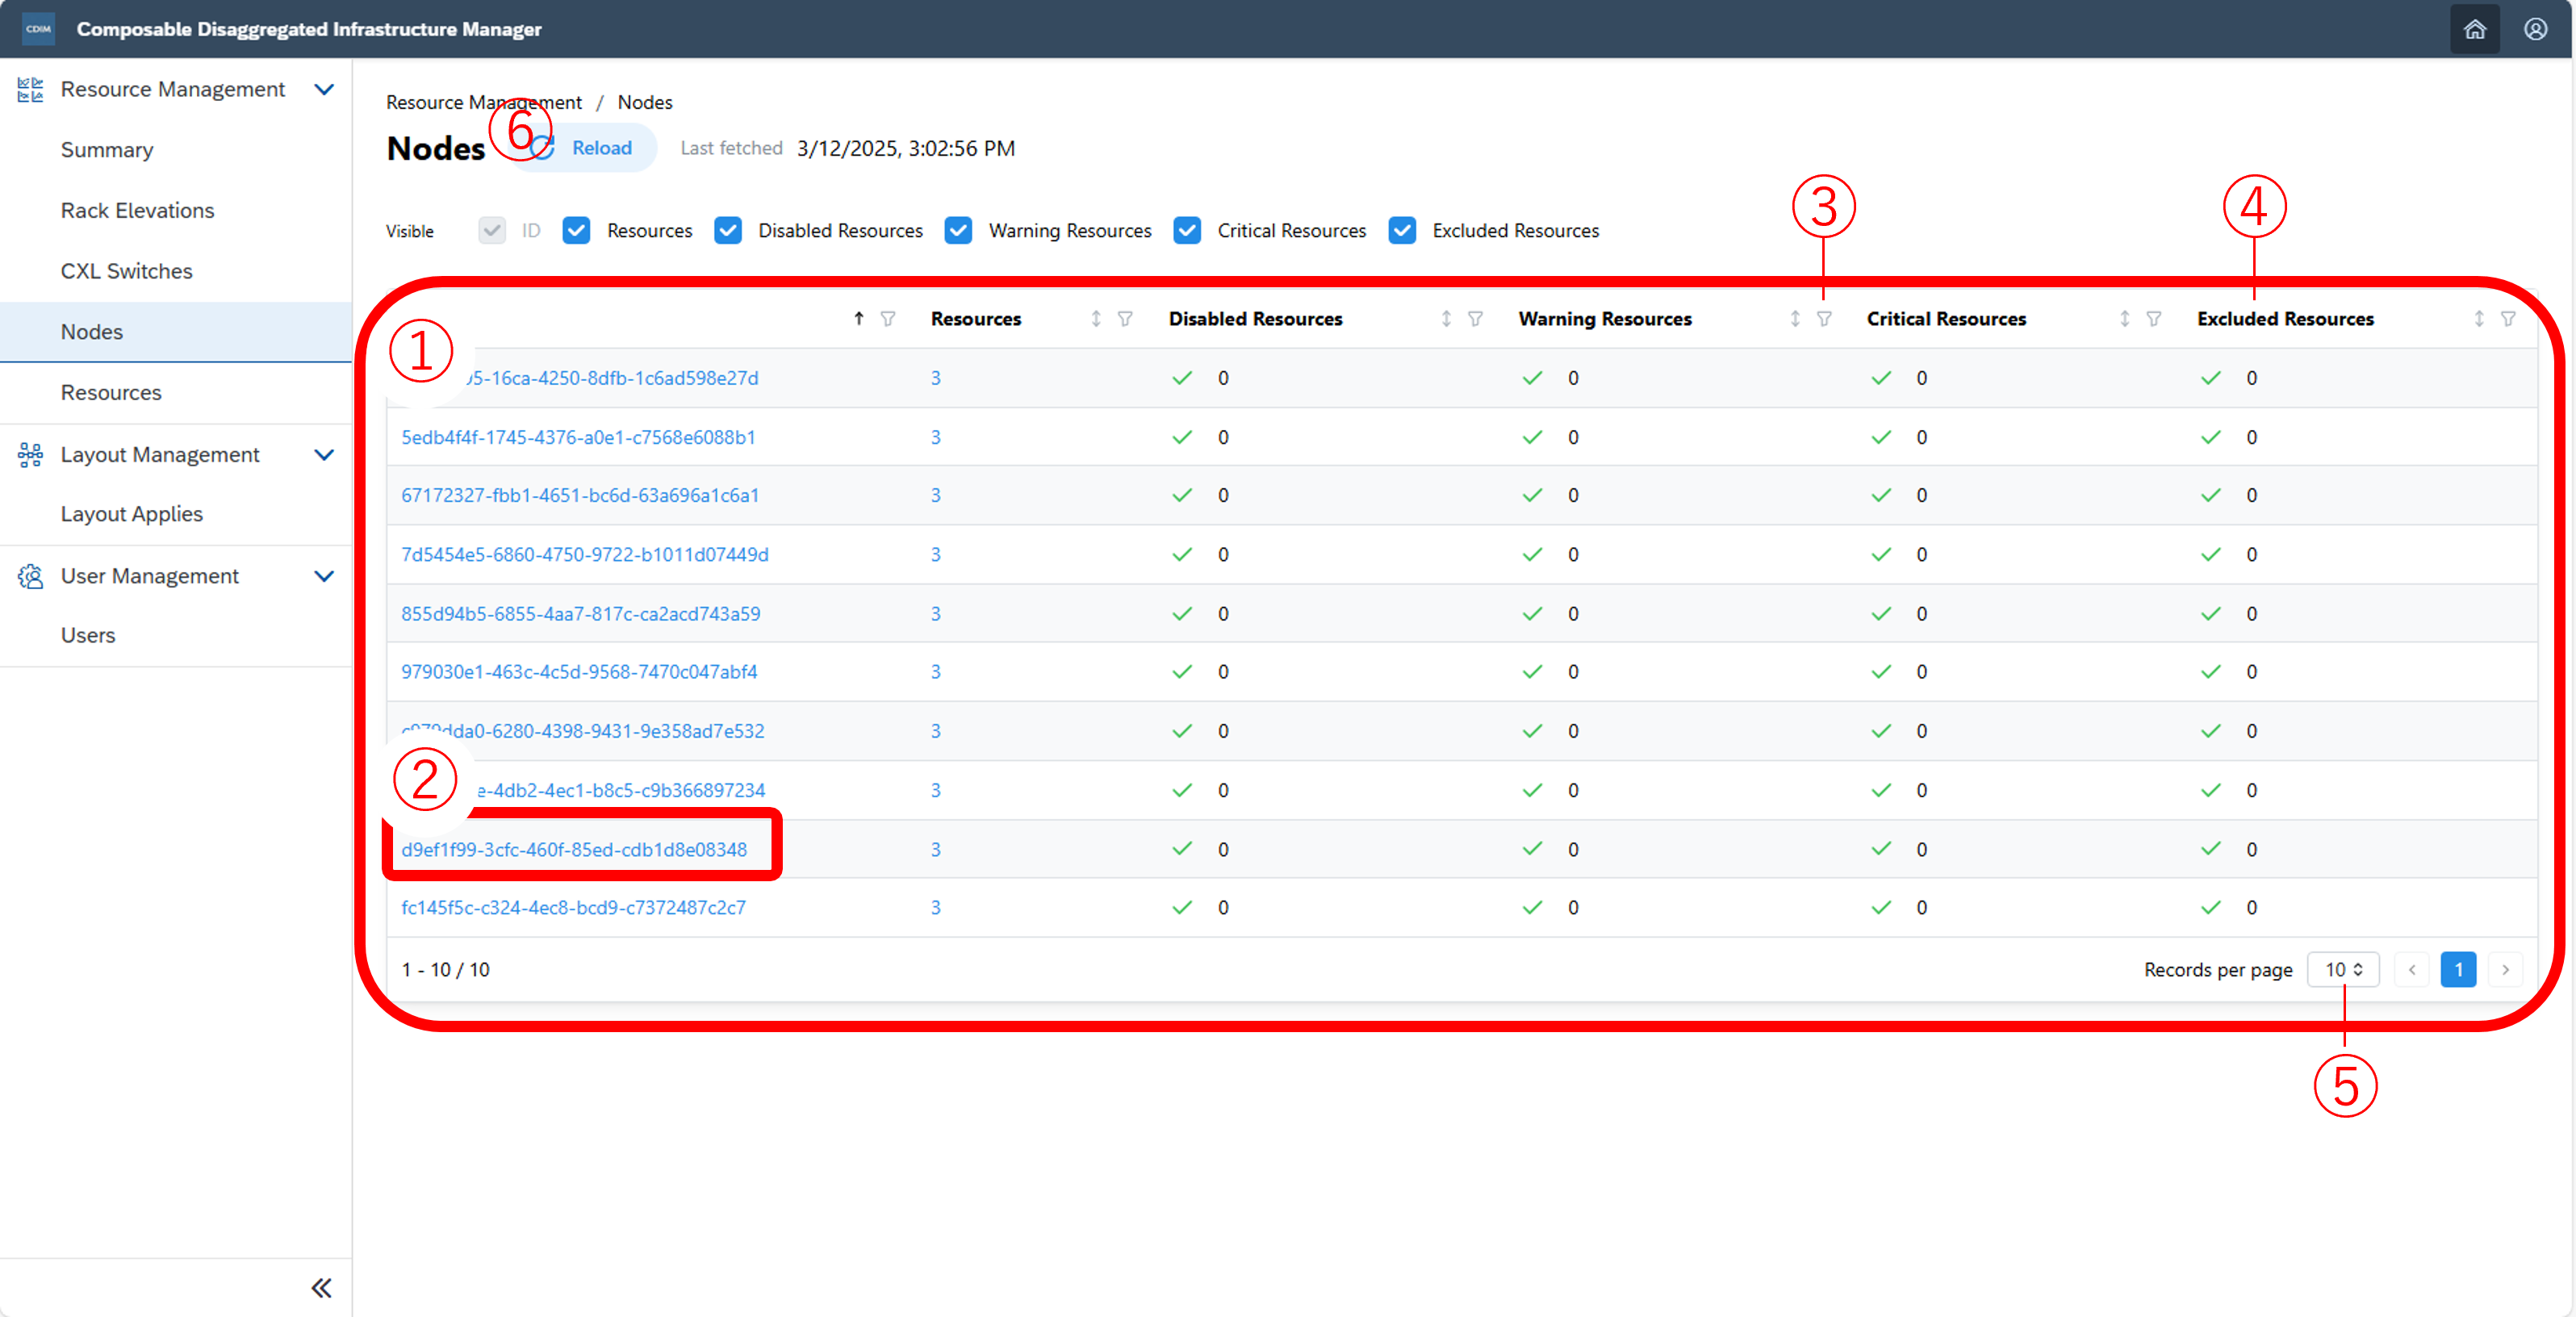 CDIM Composable Disaggregated Infrastructure Manager
Resource Management
Summary
Rack Elevations
CXL Switches
Nodes
Resources
Layout Management
Layout Applies
User Management
Users
Resource Management / Nodes
Nodes ⑥ Reload Last fetched 3/12/2025, 3:02:56 PM
Visible ID Resources Disabled Resources Warning Resources Critical Resources Excluded Resources
③ ④
Resources Disabled Resources Warning Resources Critical Resources Excluded Resources
①
-16ca-4250-8dfb-1c6ad598e27d 3 0 0 0 0
5edb4f4f-1745-4376-a0e1-c7568e6088b1 3 0 0 0 0
67172327-fbb1-4651-bc6d-63a696a1c6a1 3 0 0 0 0
7d5454e5-6860-4750-9722-b1011d07449d 3 0 0 0 0
855d94b5-6855-4aa7-817c-ca2acd743a59 3 0 0 0 0
979030e1-463c-4c5d-9568-7470c047abf4 3 0 0 0 0
c979dda0-6280-4398-9431-9e358ad7e532 3 0 0 0 0
②
e-4db2-4ec1-b8c5-c9b366897234 3 0 0 0 0
d9ef1f99-3cfc-460f-85ed-cdb1d8e08348 3 0 0 0 0
fc145f5c-c324-4ec8-bcd9-c7372487c2c7 3 0 0 0 0
1 - 10 / 10 Records per page 10 1
⑤